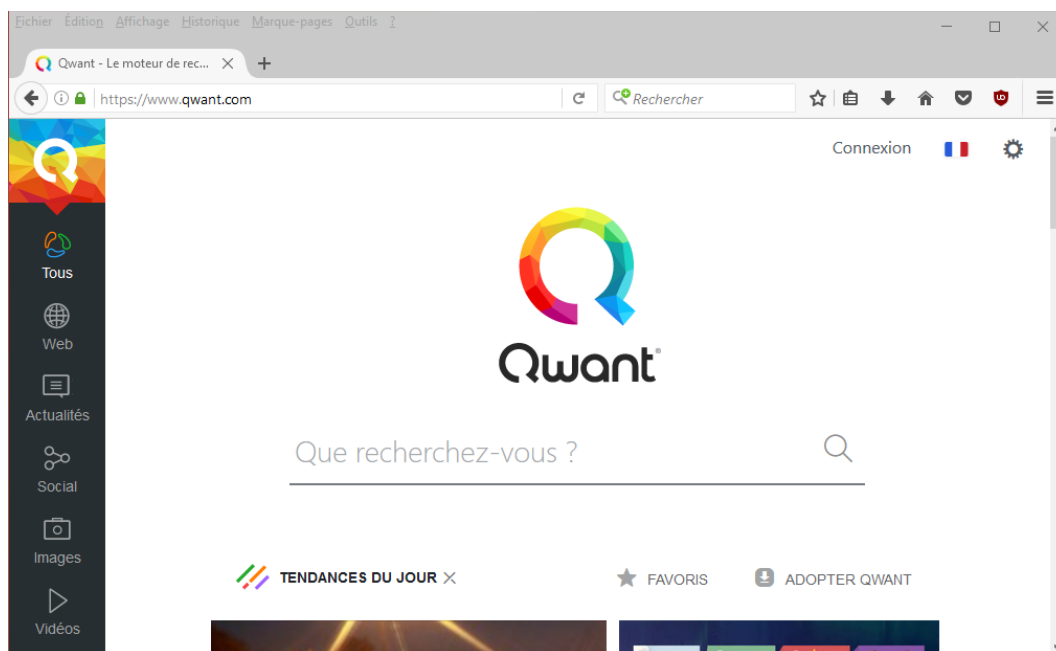 Fichier Édition Affichage Historique Marque-pages Outils ?
Qwant - Le moteur de rec...
https://www.qwant.com
Rechercher
Connexion
Tous
Web
Actualités
Social
Images
Vidéos
Qwant
Que recherchez-vous ?
TENDANCES DU JOUR
FAVORIS
ADOPTER QWANT